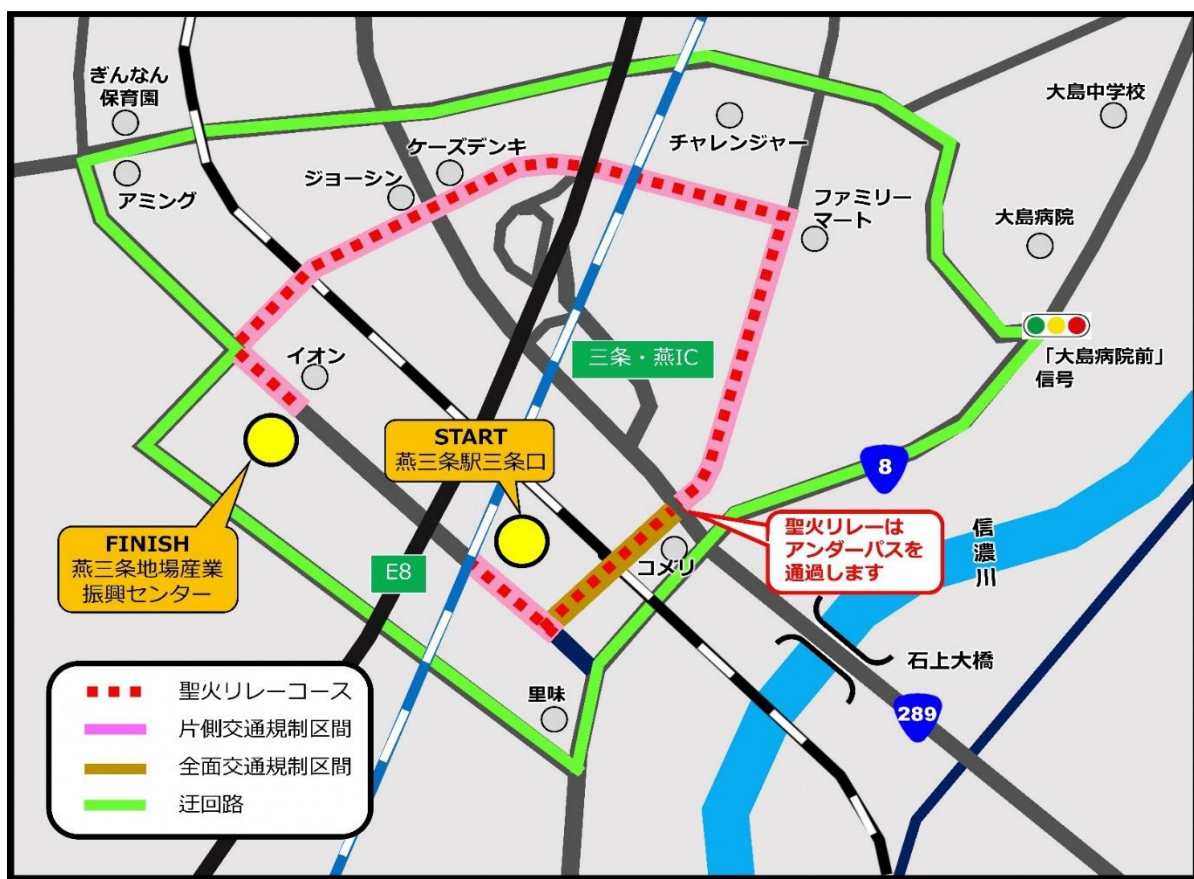 ぎんなん
保育園
アミング
ジョーシン
ケーズデンキ
チャレンジャー
大島中学校
ファミリー
マート
大島病院
「大島病院前」
信号
イオン
三条・燕IC
START
燕三条駅三条口
FINISH
燕三条地場産業
振興センター
E8
8
コメリ
聖火リレーは
アンダーパスを
通過します
信濃川
石上大橋
289
里味
聖火リレーコース
片側交通規制区間
全面交通規制区間
迂回路